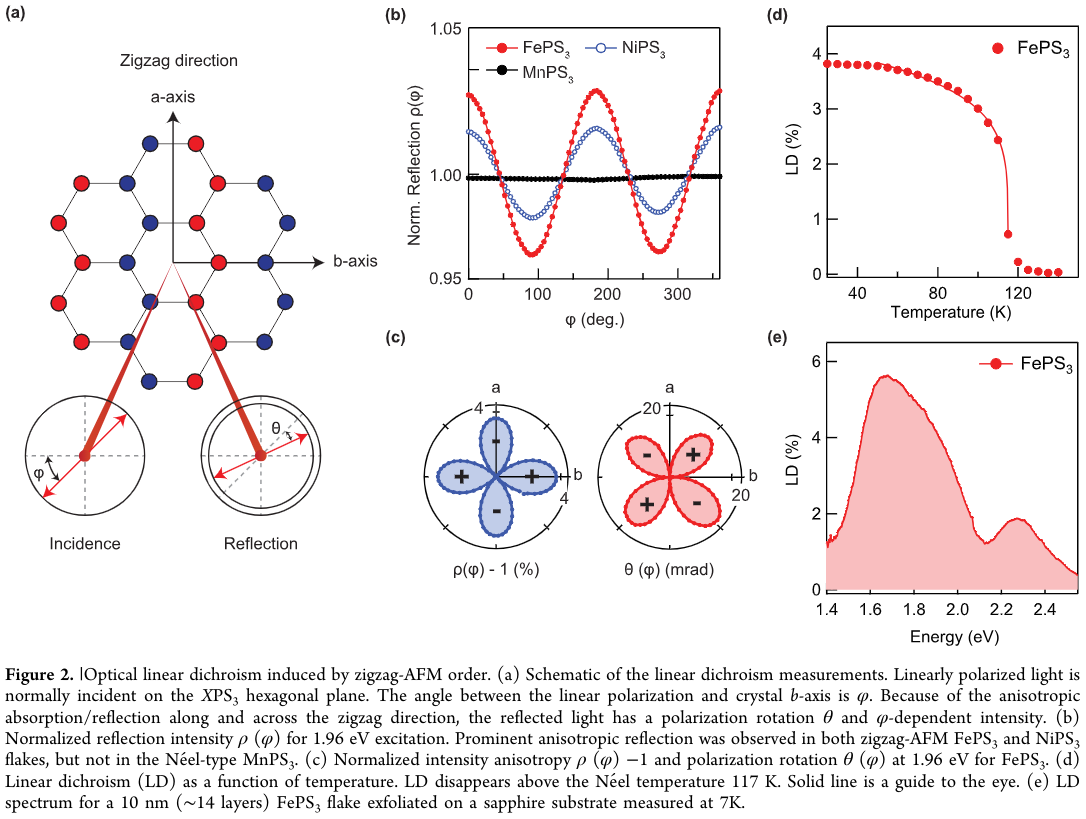 (a)
Zigzag direction
a-axis
b-axis
φ
θ
Incidence
Reflection
(b)
Norm. Reflection ρ(φ)
1.05
1.00
0.95
FePS3
NiPS3
MnPS3
0
100
200
300
φ (deg.)
(c)
a
4
b
4
+
-
+
-
ρ(φ) - 1 (%)
a
20
b
20
-
+
+
-
θ (φ) (mrad)
(d)
FePS3
LD (%)
4
3
2
1
0
40
80
120
Temperature (K)
(e)
FePS3
LD (%)
6
4
2
0
1.4
1.6
1.8
2.0
2.2
2.4
Energy (eV)
Figure 2. |Optical linear dichroism induced by zigzag-AFM order. (a) Schematic of the linear dichroism measurements. Linearly polarized light is
normally incident on the XPS3 hexagonal plane. The angle between the linear polarization and crystal b-axis is φ. Because of the anisotropic
absorption/reflection along and across the zigzag direction, the reflected light has a polarization rotation θ and φ-dependent intensity. (b)
Normalized reflection intensity ρ (φ) for 1.96 eV excitation. Prominent anisotropic reflection was observed in both zigzag-AFM FePS3 and NiPS3
flakes, but not in the Néel-type MnPS3. (c) Normalized intensity anisotropy ρ (φ) −1 and polarization rotation θ (φ) at 1.96 eV for FePS3. (d)
Linear dichroism (LD) as a function of temperature. LD disappears above the Néel temperature 117 K. Solid line is a guide to the eye. (e) LD
spectrum for a 10 nm (∼14 layers) FePS3 flake exfoliated on a sapphire substrate measured at 7K.